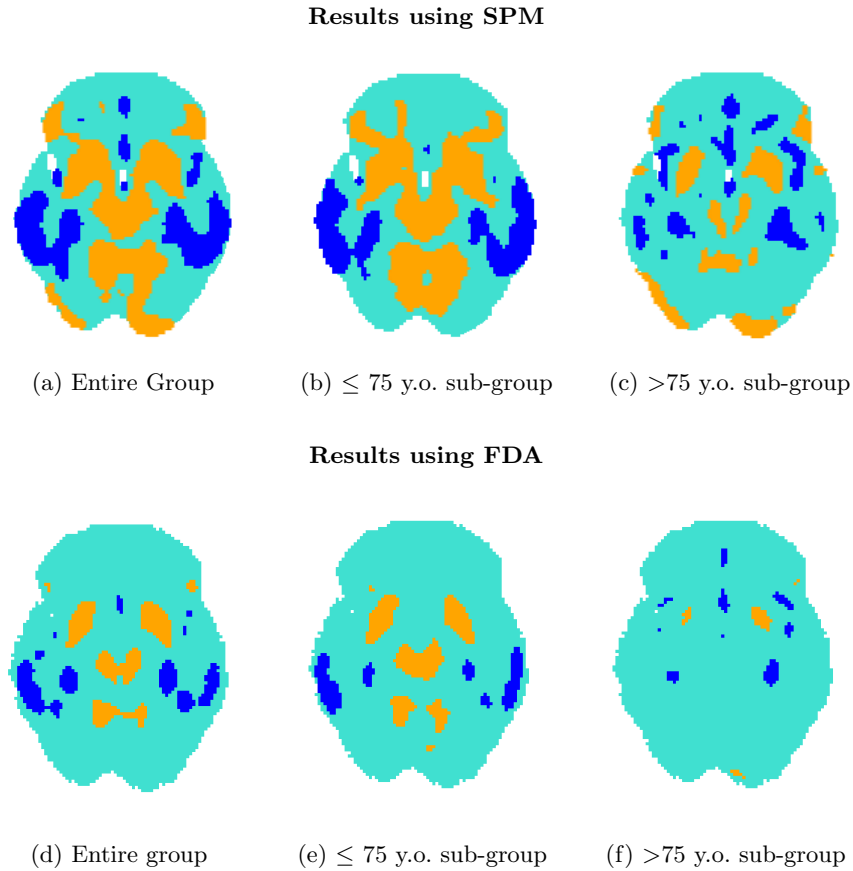 Results using SPM
(a) Entire Group
(b) ≤ 75 y.o. sub-group
(c) >75 y.o. sub-group
Results using FDA
(d) Entire group
(e) ≤ 75 y.o. sub-group
(f) >75 y.o. sub-group